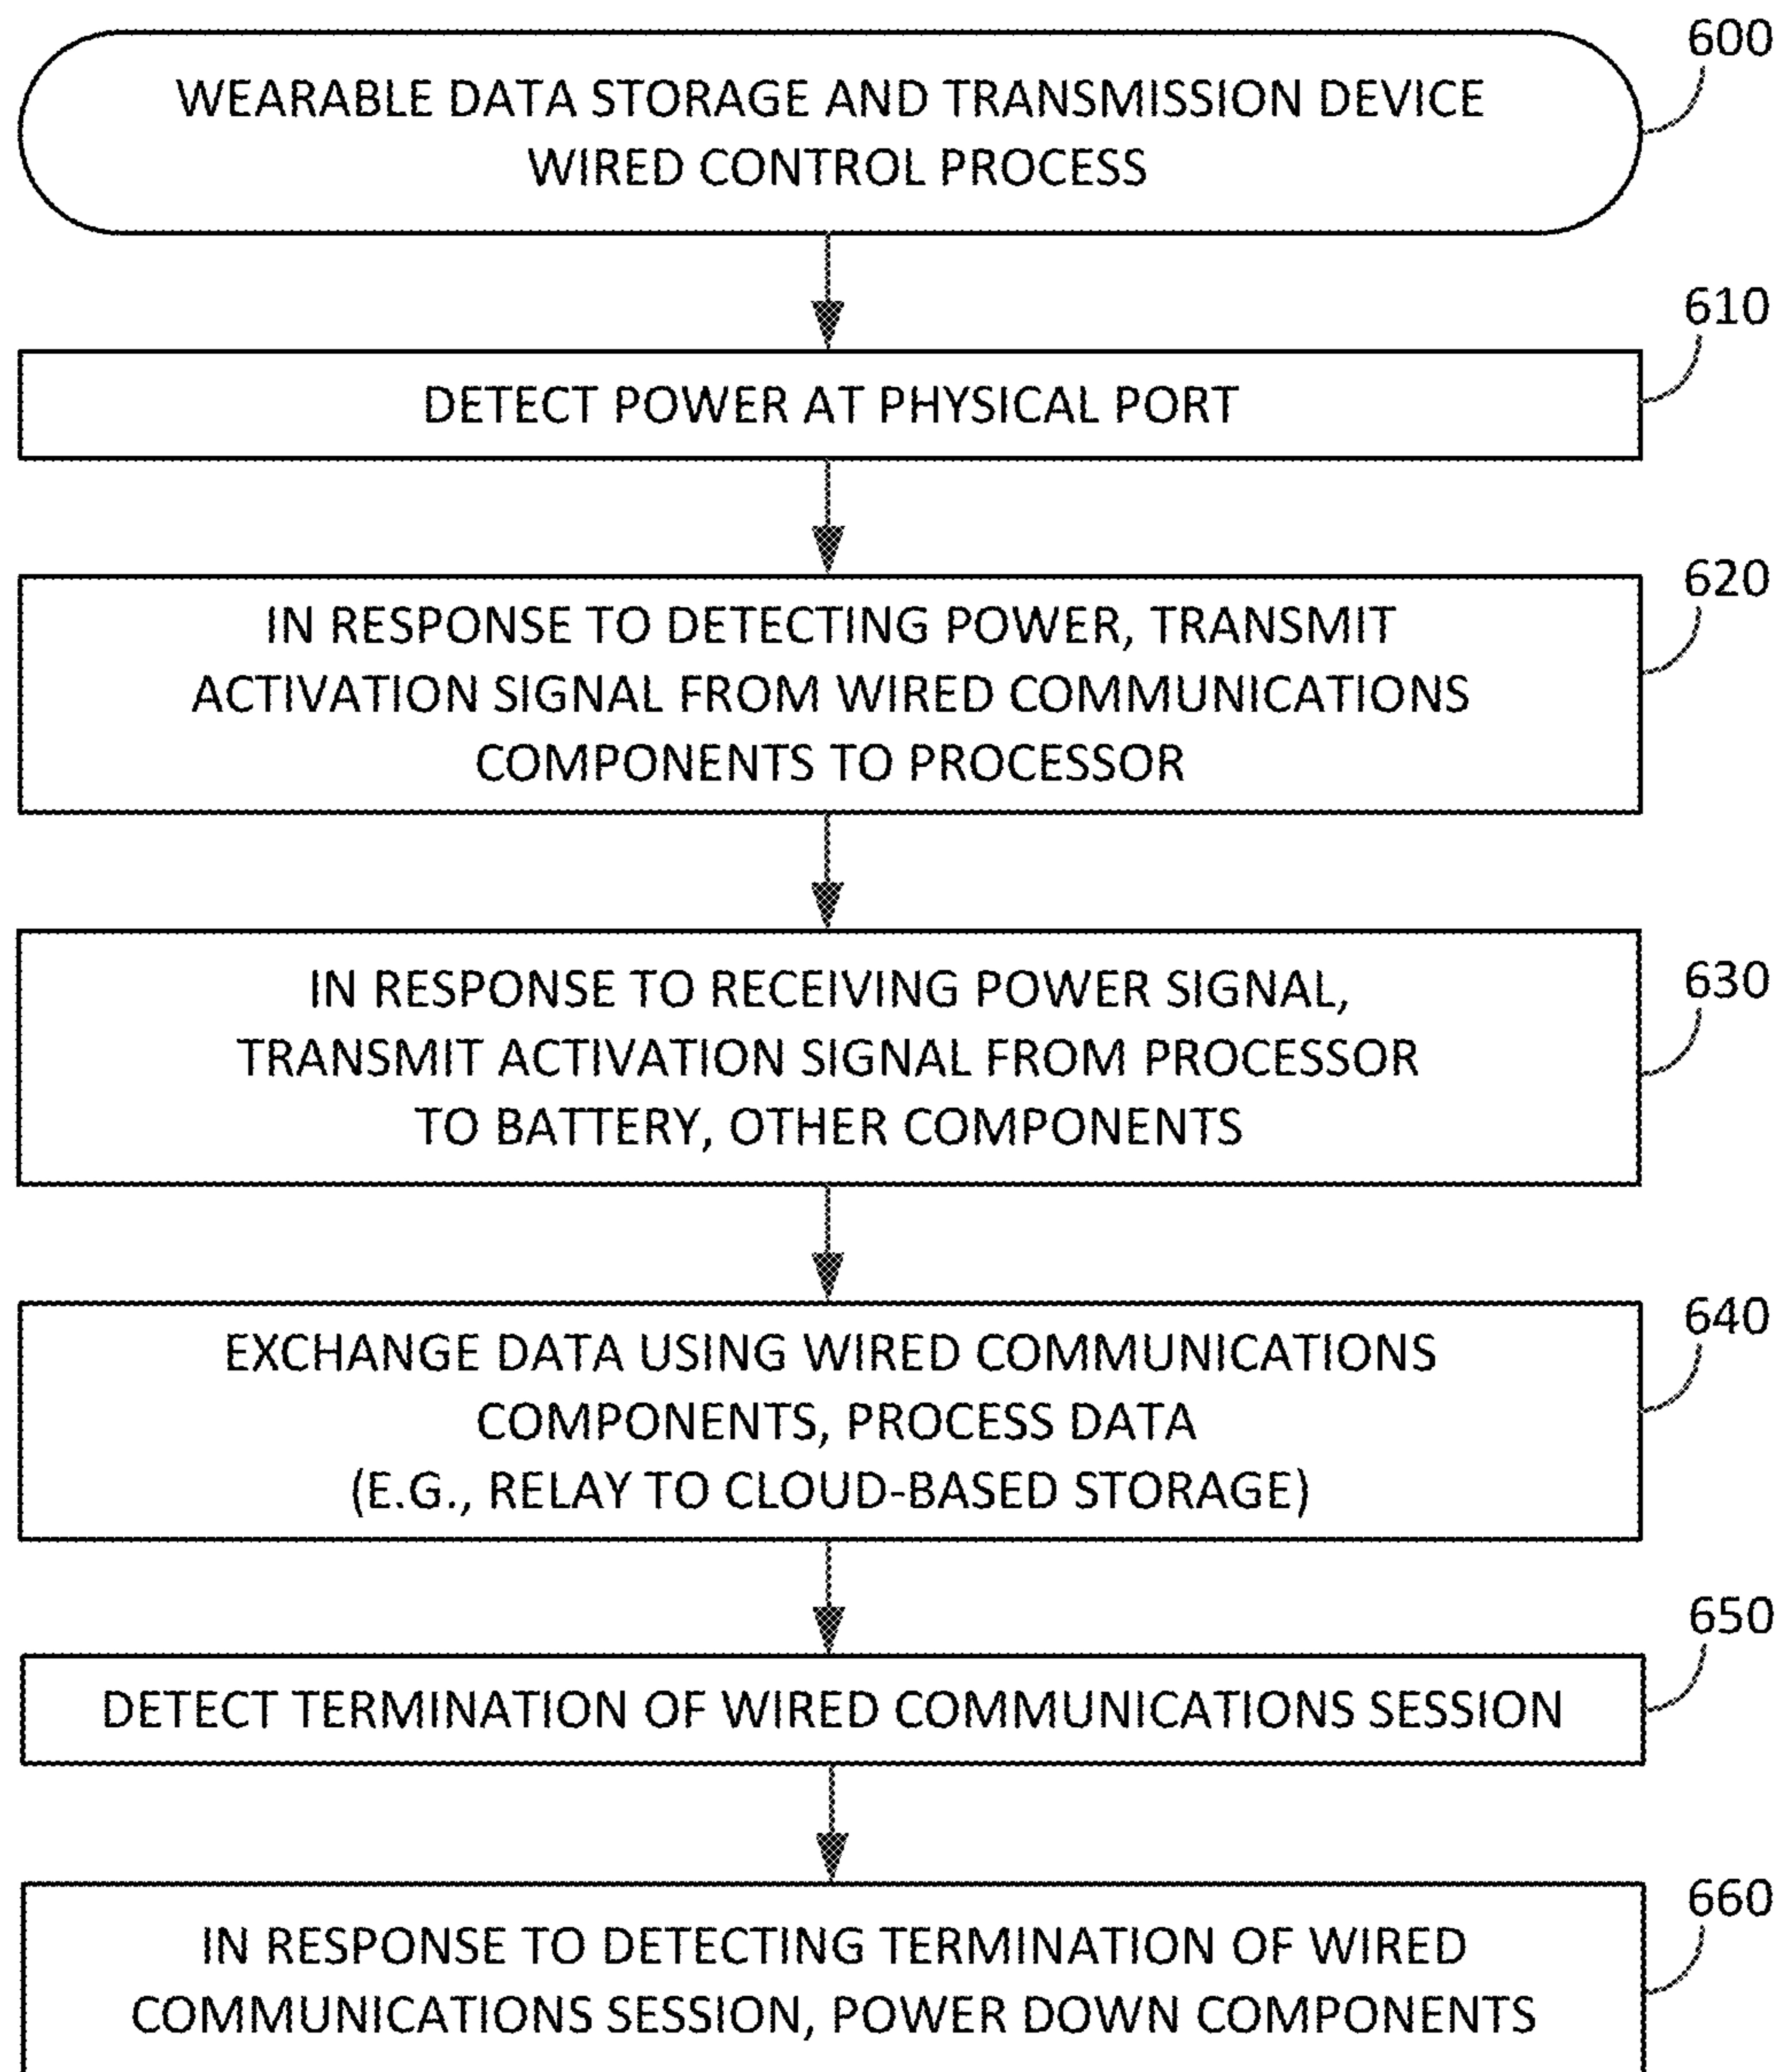 600
WEARABLE DATA STORAGE AND TRANSMISSION DEVICE
WIRED CONTROL PROCESS
610
DETECT POWER AT PHYSICAL PORT
620
IN RESPONSE TO DETECTING POWER, TRANSMIT
ACTIVATION SIGNAL FROM WIRED COMMUNICATIONS
COMPONENTS TO PROCESSOR
630
IN RESPONSE TO RECEIVING POWER SIGNAL,
TRANSMIT ACTIVATION SIGNAL FROM PROCESSOR
TO BATTERY, OTHER COMPONENTS
640
EXCHANGE DATA USING WIRED COMMUNICATIONS
COMPONENTS, PROCESS DATA
(E.G., RELAY TO CLOUD-BASED STORAGE)
650
DETECT TERMINATION OF WIRED COMMUNICATIONS SESSION
660
IN RESPONSE TO DETECTING TERMINATION OF WIRED
COMMUNICATIONS SESSION, POWER DOWN COMPONENTS